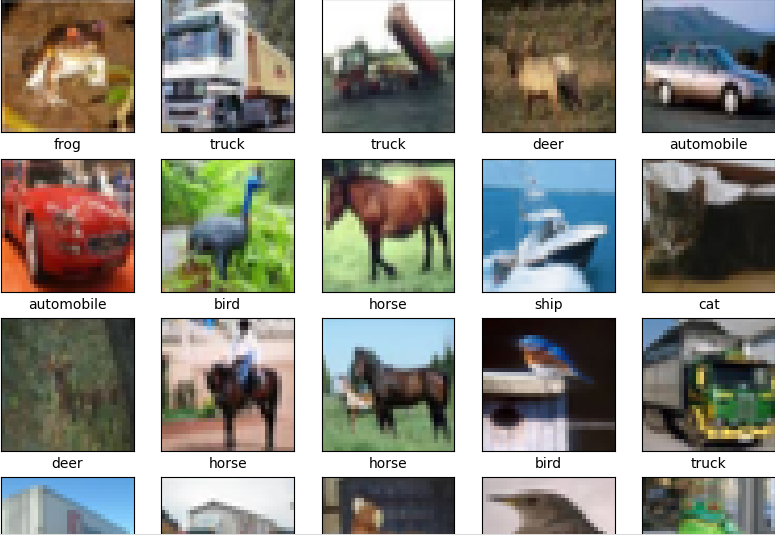 frog truck truck deer automobile
automobile bird horse ship cat
deer horse horse bird truck